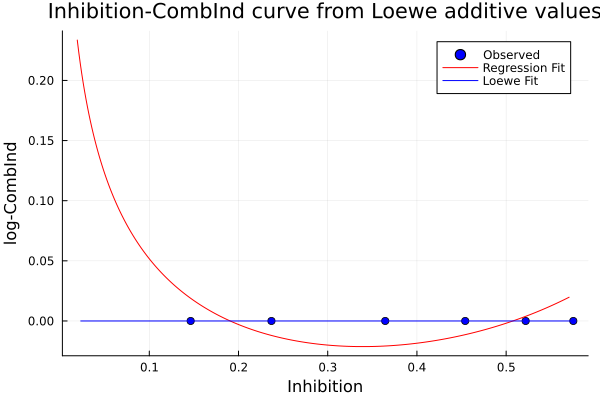 Inhibition-CombInd curve from Loewe additive values
log-CombInd
0.20
0.15
0.10
0.05
0.00
Observed
Regression Fit
Loewe Fit
0.1
0.2
0.3
0.4
0.5
Inhibition